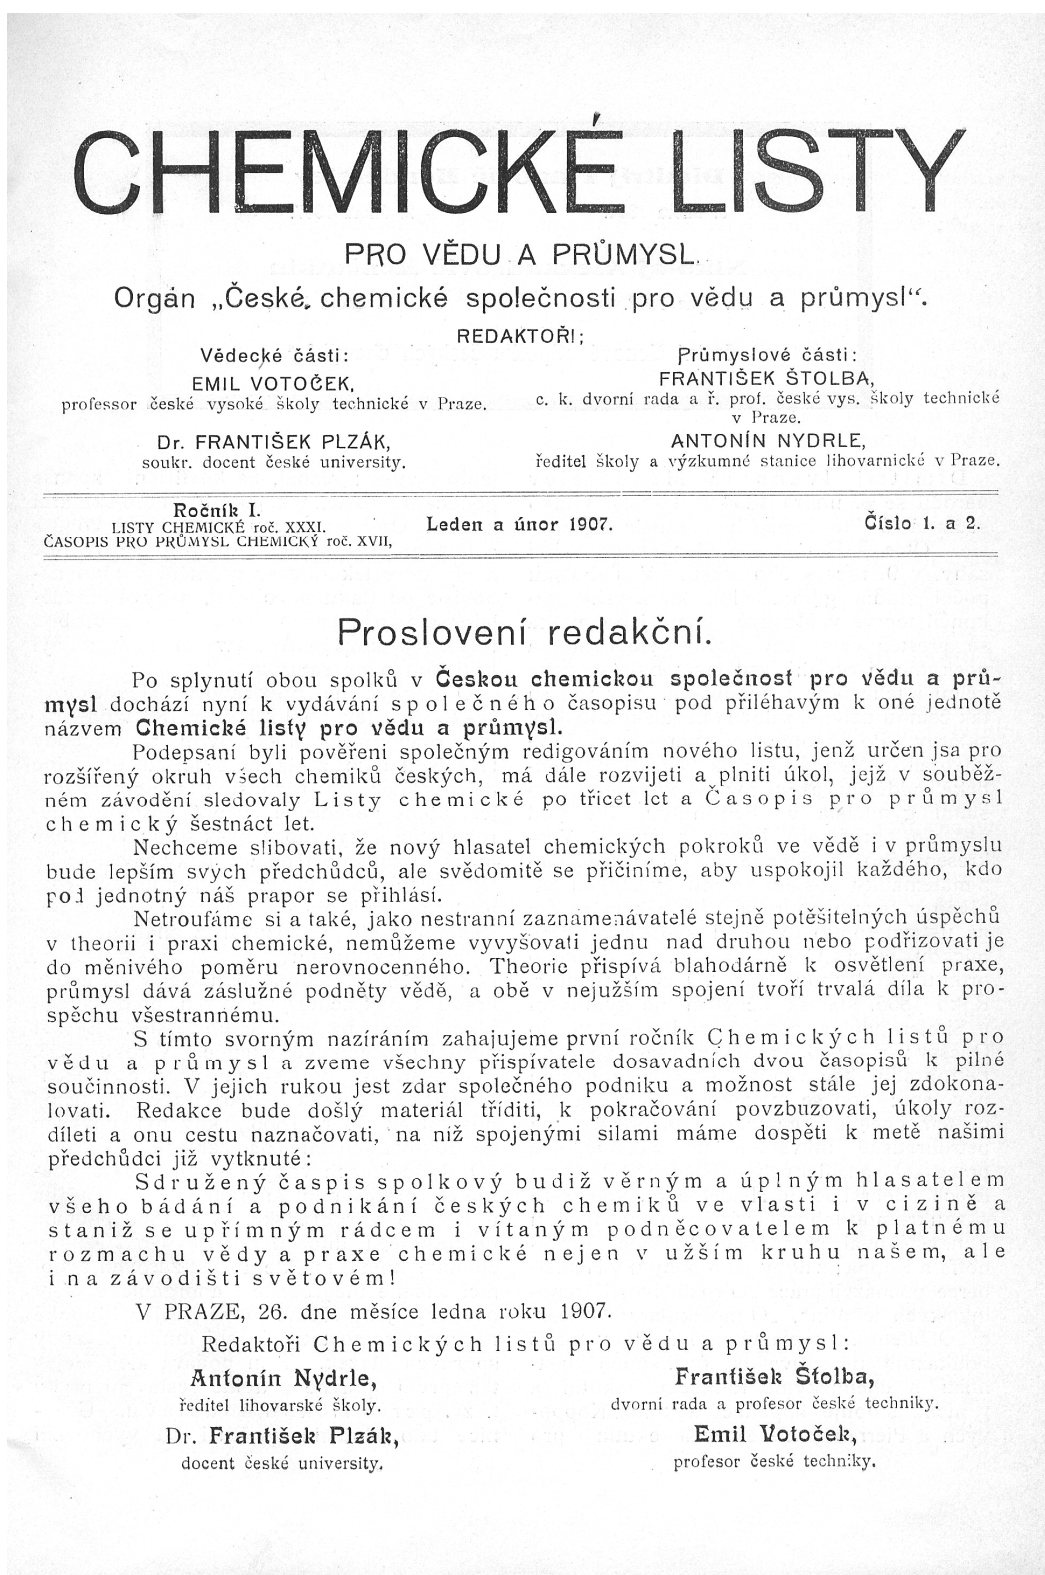 CHEMICKÉ LISTY
PRO VĚDU A PRŮMYSL.
Orgán „České chemické společnosti pro vědu a průmysl“.
REDAKTOŘI;
Vědecké části:
EMIL VOTOČEK,
professor české vysoké školy technické v Praze.
Dr. FRANTIŠEK PLZÁK,
soukr. docent české university.
Průmyslové části:
FRANTIŠEK ŠTOLBA,
c. k. dvorní rada a ř. prof. české vys. školy technické
v Praze.
ANTONÍN NYDRLE,
ředitel školy a výzkumné stanice lihovarnické v Praze.
Ročník I.
LISTY CHEMICKÉ roč. XXXI.
ČASOPIS PRO PRŮMYSL CHEMICKÝ roč. XVII,
Leden a únor 1907.
Číslo 1. a 2.
Proslovení redakční.
Po splynutí obou spolků v Českou chemickou společnost pro vědu a prů-
mysl dochází nyní k vydávání společného časopisu pod přiléhavým k oné jednotě
názvem Chemické listy pro vědu a průmysl.
Podepsaní byli pověřeni společným redigováním nového listu, jenž určen jsa pro
rozšířený okruh všech chemiků českých, má dále rozvíjeti a plniti úkol, jejž v souběž-
ném závodění sledovaly Listy chemické po třicet let a Časopis pro průmysl
chemický šestnáct let.
Nechceme slibovati, že nový hlasatel chemických pokroků ve vědě i v průmyslu
bude lepším svých předchůdců, ale svědomitě se přičiníme, aby uspokojil každého, kdo
pod jednotný náš prapor se přihlásí.
Netroufáme si a také, jako nestranní zaznamenávatelé stejně potěšitelných úspěchů
v theorii i praxi chemické, nemůžeme vyvyšovati jednu nad druhou nebo podřizovati je
do měnivého poměru nerovnocenného. Theorie přispívá blahodárně k osvětlení praxe,
průmysl dává záslužné podněty vědě, a obě v nejužším spojení tvoří trvalá díla k pro-
spěchu všestrannému.
S tímto svorným nazíráním zahajujeme první ročník Chemických listů pro
vědu a průmysl a zveme všechny přispívatele dosavadních dvou časopisů k pilné
součinnosti. V jejich rukou jest zdar společného podniku a možnost stále jej zdokona-
lovati. Redakce bude došlý materiál tříditi, k pokračování povzbuzovati, úkoly roz-
díleti a onu cestu naznačovati, na níž spojenými silami máme dospěti k metě našimi
předchůdci již vytknuté:
Sdružený časpis spolkový budiž věrným a úplným hlasatelem
všeho bádání a podnikání českých chemiků ve vlasti i v cizině a
staniž se upřímným rádcem i vítaným podněcovatelem k platnému
rozmachu vědy a praxe chemické nejen v užším kruhu našem, ale
i na závodišti světovém!
V PRAZE, 26. dne měsíce ledna roku 1907.
Redaktoři Chemických listů pro vědu a průmysl:
Antonín Nydrle,
ředitel lihovarské školy.
Dr. František Plzák,
docent české university.
František Štolba,
dvorní rada a profesor české techniky.
Emil Votoček,
profesor české techniky.